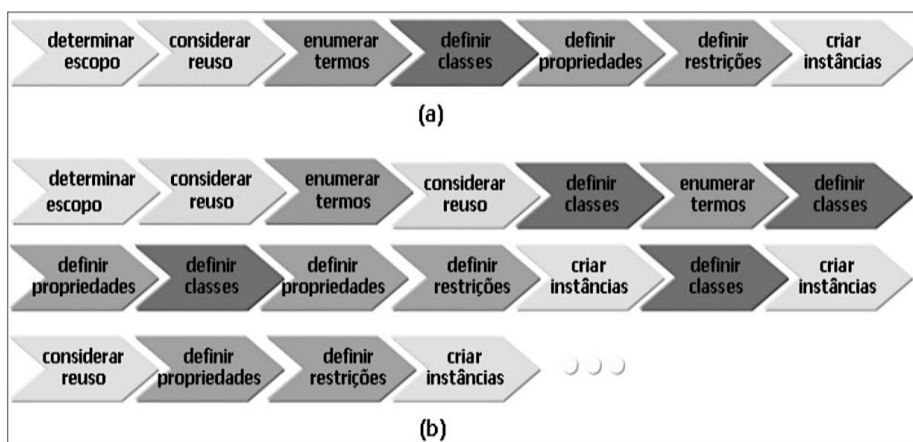 determinar escopo
considerar reuso
enumerar termos
definir classes
definir propriedades
definir restrições
criar instâncias
(a)
determinar escopo
considerar reuso
enumerar termos
considerar reuso
definir classes
enumerar termos
definir classes
definir propriedades
definir classes
definir propriedades
definir restrições
criar instâncias
definir classes
criar instâncias
considerar reuso
definir propriedades
definir restrições
criar instâncias
(b)